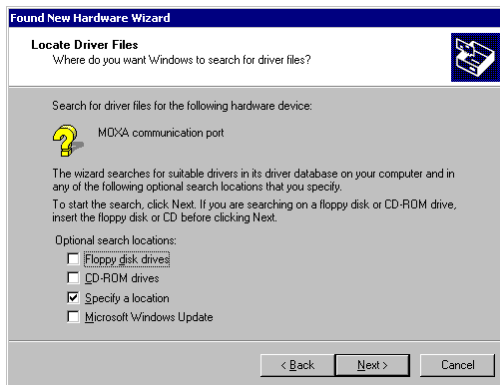 Found New Hardware Wizard
Locate Driver Files
Where do you want Windows to search for driver files?
Search for driver files for the following hardware device:
MOXA communication port
The wizard searches for suitable drivers in its driver database on your computer and in
any of the following optional search locations that you specify.
To start the search, click Next. If you are searching on a floppy disk or CD-ROM drive,
insert the floppy disk or CD before clicking Next.
Optional search locations:
Floppy disk drives
CD-ROM drives
Specify a location
Microsoft Windows Update
< Back Next > Cancel